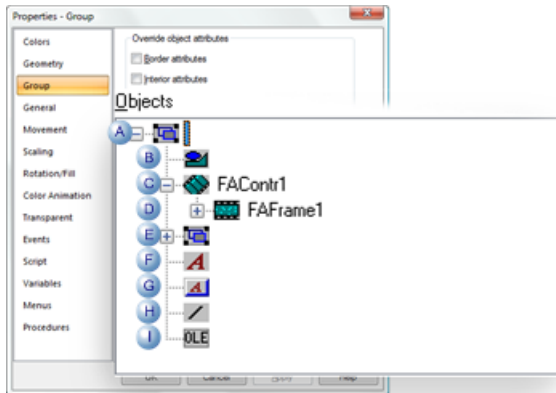 Properties - Group
Colors
Geometry
Group
General
Movement
Scaling
Rotation/Fill
Color Animation
Transparent
Events
Script
Variables
Menus
Procedures
Override object attributes
Border attributes
Interior attributes
Objects
A
B
C FAContr1
D FAFrame1
E
F A
G A
H
I OLE
OK Cancel Apply Help